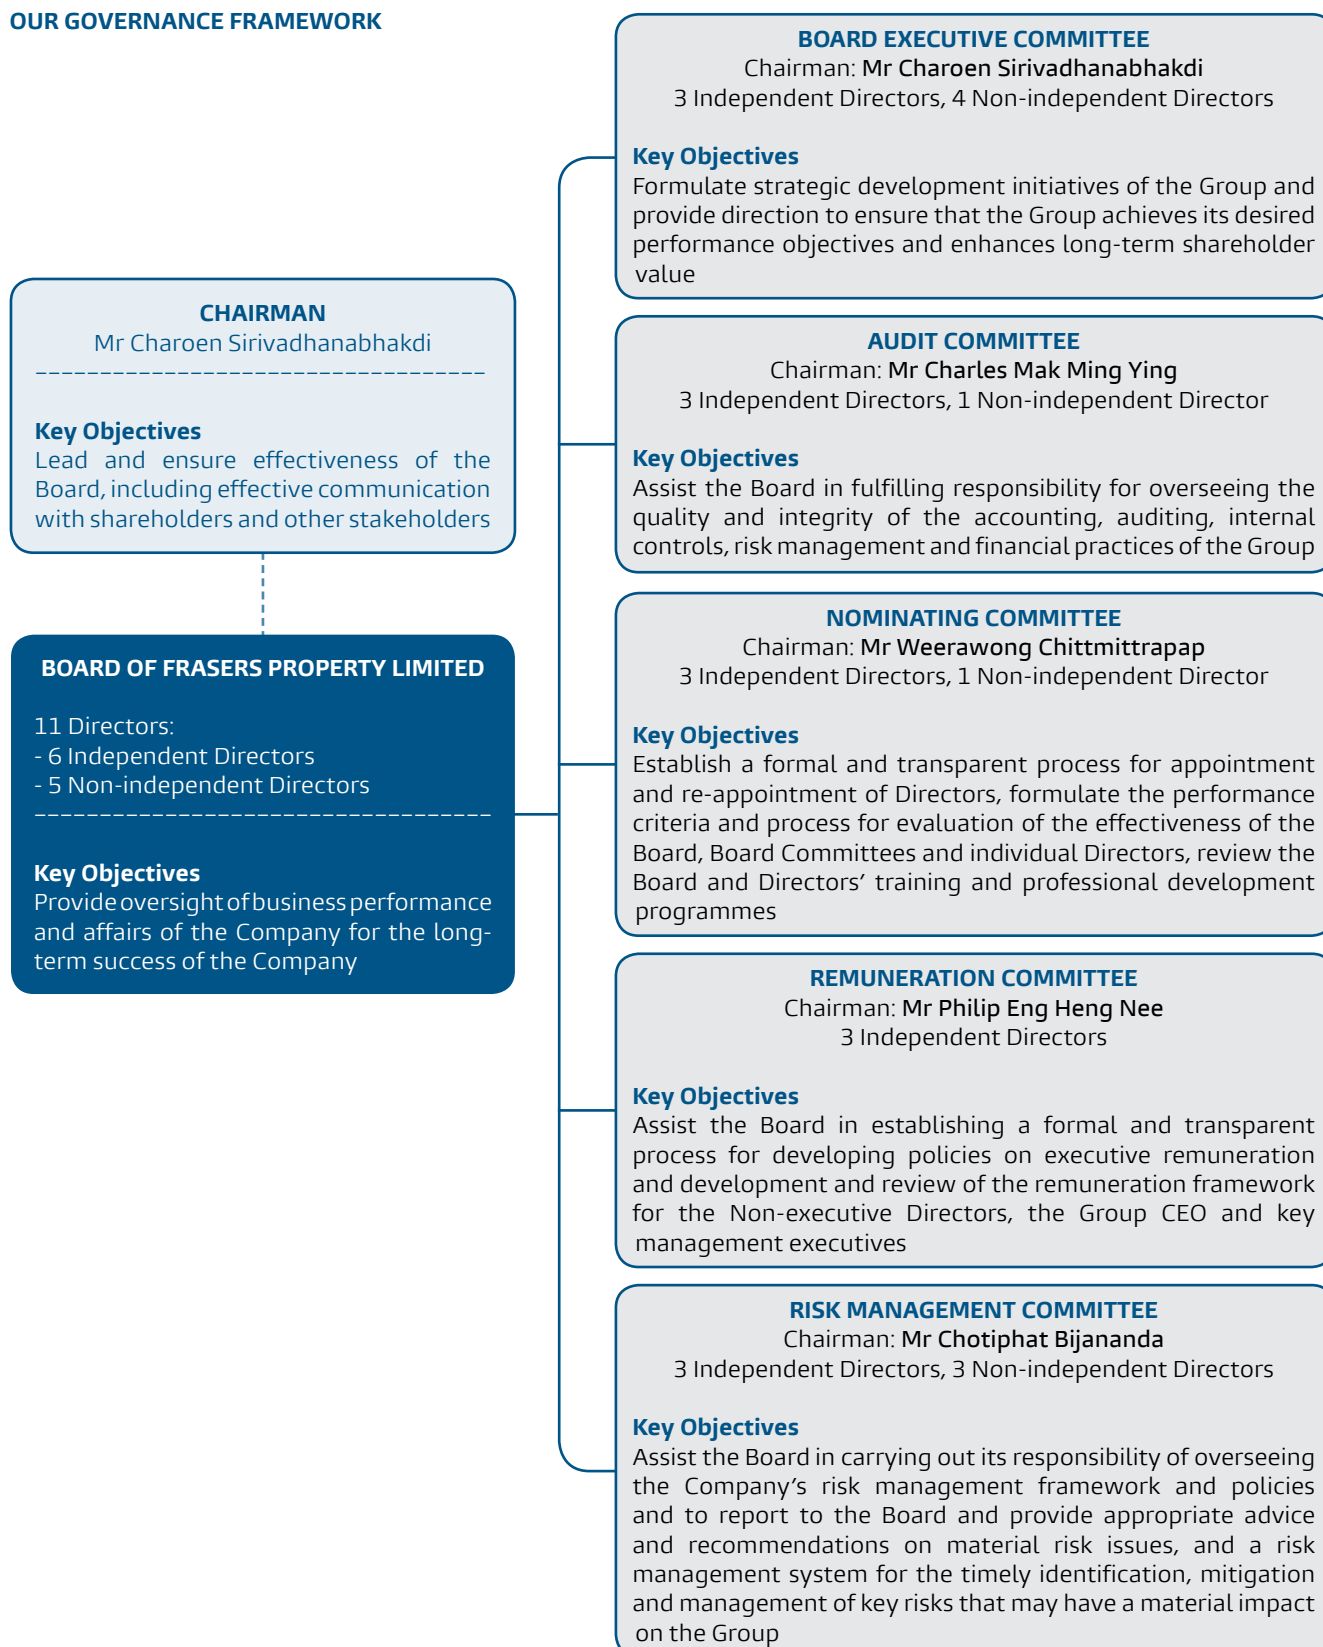 OUR GOVERNANCE FRAMEWORK
CHAIRMAN
Mr Charoen Sirivadhanabhakdi
Key Objectives
Lead and ensure effectiveness of the
Board, including effective communication
with shareholders and other stakeholders
BOARD OF FRASERS PROPERTY LIMITED
11 Directors:
- 6 Independent Directors
- 5 Non-independent Directors
Key Objectives
Provide oversight of business performance
and affairs of the Company for the long-
term success of the Company
BOARD EXECUTIVE COMMITTEE
Chairman: Mr Charoen Sirivadhanabhakdi
3 Independent Directors, 4 Non-independent Directors
Key Objectives
Formulate strategic development initiatives of the Group and
provide direction to ensure that the Group achieves its desired
performance objectives and enhances long-term shareholder
value
AUDIT COMMITTEE
Chairman: Mr Charles Mak Ming Ying
3 Independent Directors, 1 Non-independent Director
Key Objectives
Assist the Board in fulfilling responsibility for overseeing the
quality and integrity of the accounting, auditing, internal
controls, risk management and financial practices of the Group
NOMINATING COMMITTEE
Chairman: Mr Weerawong Chittmittrapap
3 Independent Directors, 1 Non-independent Director
Key Objectives
Establish a formal and transparent process for appointment
and re-appointment of Directors, formulate the performance
criteria and process for evaluation of the effectiveness of the
Board, Board Committees and individual Directors, review the
Board and Directors' training and professional development
programmes
REMUNERATION COMMITTEE
Chairman: Mr Philip Eng Heng Nee
3 Independent Directors
Key Objectives
Assist the Board in establishing a formal and transparent
process for developing policies on executive remuneration
and development and review of the remuneration framework
for the Non-executive Directors, the Group CEO and key
management executives
RISK MANAGEMENT COMMITTEE
Chairman: Mr Chotiphat Bijananda
3 Independent Directors, 3 Non-independent Directors
Key Objectives
Assist the Board in carrying out its responsibility of overseeing
the Company's risk management framework and policies
and to report to the Board and provide appropriate advice
and recommendations on material risk issues, and a risk
management system for the timely identification, mitigation
and management of key risks that may have a material impact
on the Group